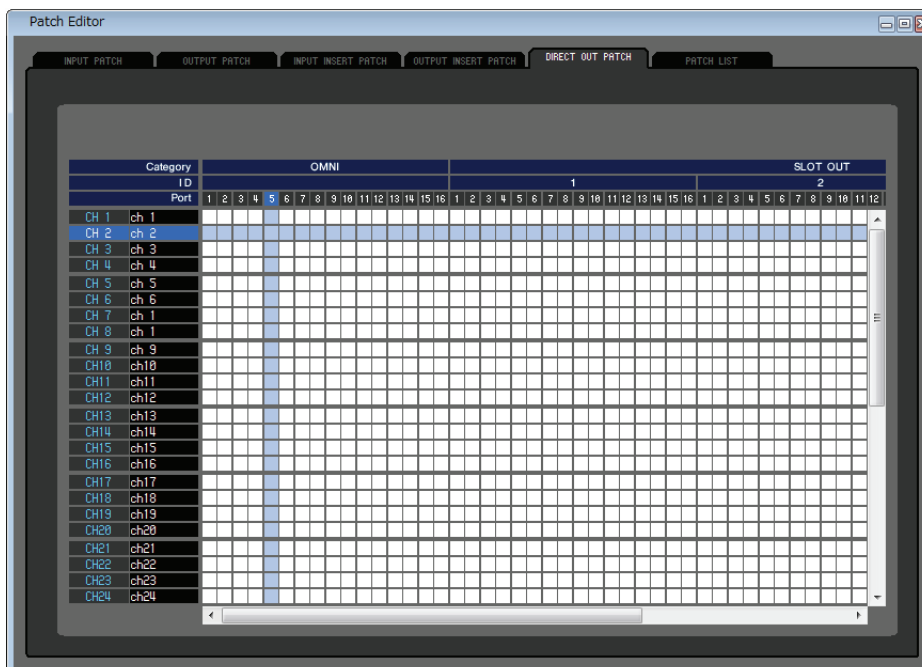 Patch Editor
INPUT PATCH OUTPUT PATCH INPUT INSERT PATCH OUTPUT INSERT PATCH DIRECT OUT PATCH PATCH LIST
Category OMNI SLOT OUT
ID 1 2
Port 1 2 3 4 5 6 7 8 9 10 11 12 13 14 15 16 1 2 3 4 5 6 7 8 9 10 11 12 13 14 15 16 1 2 3 4 5 6 7 8 9 10 11 12
CH 1 ch 1
CH 2 ch 2
CH 3 ch 3
CH 4 ch 4
CH 5 ch 5
CH 6 ch 6
CH 7 ch 1
CH 8 ch 1
CH 9 ch 9
CH10 ch10
CH11 ch11
CH12 ch12
CH13 ch13
CH14 ch14
CH15 ch15
CH16 ch16
CH17 ch17
CH18 ch18
CH19 ch19
CH20 ch20
CH21 ch21
CH22 ch22
CH23 ch23
CH24 ch24